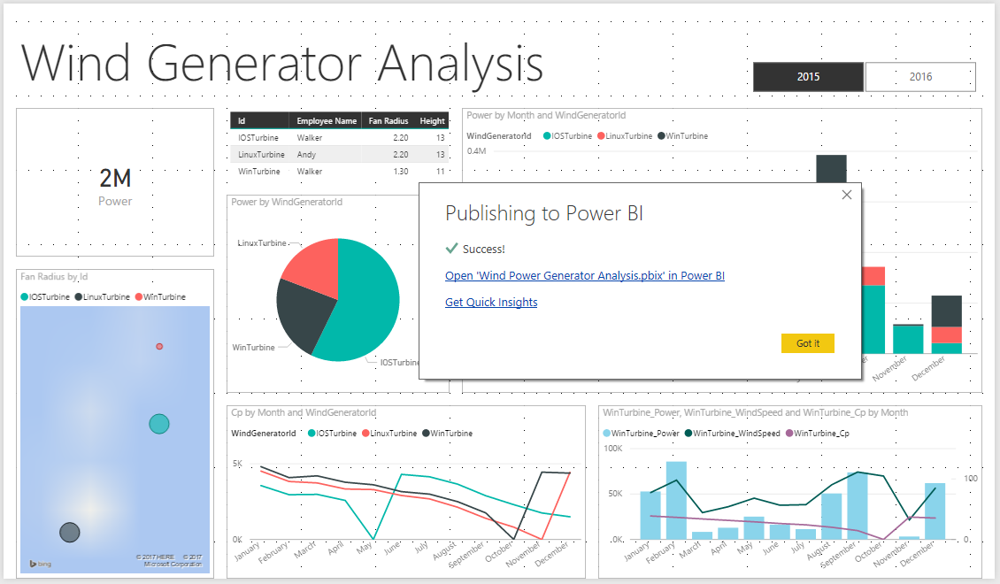 Wind Generator Analysis
2015
2016
2M
Power
Id Employee Name Fan Radius Height
IOSTurbine Walker 2.20 13
LinuxTurbine Andy 2.20 13
WinTurbine Walker 1.30 11
Power by Month and WindGeneratorId
WindGeneratorId IOSTurbine LinuxTurbine WinTurbine
0.4M
November
December
Power by WindGeneratorId
LinuxTurbine
WinTurbine
IOSTurbine
Publishing to Power BI
Success!
Open 'Wind Power Generator Analysis.pbix' in Power BI
Get Quick Insights
Got it
Fan Radius by Id
IOSTurbine LinuxTurbine WinTurbine
bing
© 2017 HERE © 2017
Microsoft Corporation
Cp by Month and WindGeneratorId
WindGeneratorId IOSTurbine LinuxTurbine WinTurbine
5K
0K
January
February
March
April
May
June
July
August
September
October
November
December
WinTurbine_Power, WinTurbine_WindSpeed and WinTurbine_Cp by Month
WinTurbine_Power WinTurbine_WindSpeed WinTurbine_Cp
100K
50K
0K
100
0
January
February
March
April
May
June
July
August
September
October
November
December